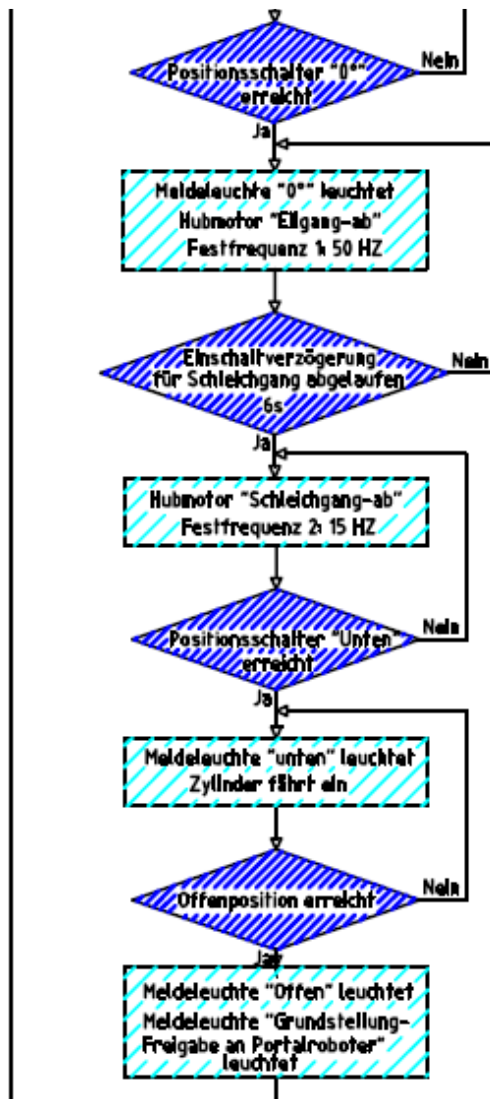 Positionsschalter "0°"
erreicht
Nein
Ja
Meldeleuchte "0°" leuchtet
Hubmotor "Eilgang-ab"
Festfrequenz 1: 50 HZ
Einschaltverzögerung
für Schleichgang abgelaufen
6s
Nein
Ja
Hubmotor "Schleichgang-ab"
Festfrequenz 2: 15 HZ
Positionsschalter "Unten"
erreicht
Nein
Ja
Meldeleuchte "unten" leuchtet
Zylinder fährt ein
Offenposition erreicht
Nein
Ja
Meldeleuchte "Offen" leuchtet
Meldeleuchte "Grundstellung-
Freigabe an Portalroboter"
leuchtet